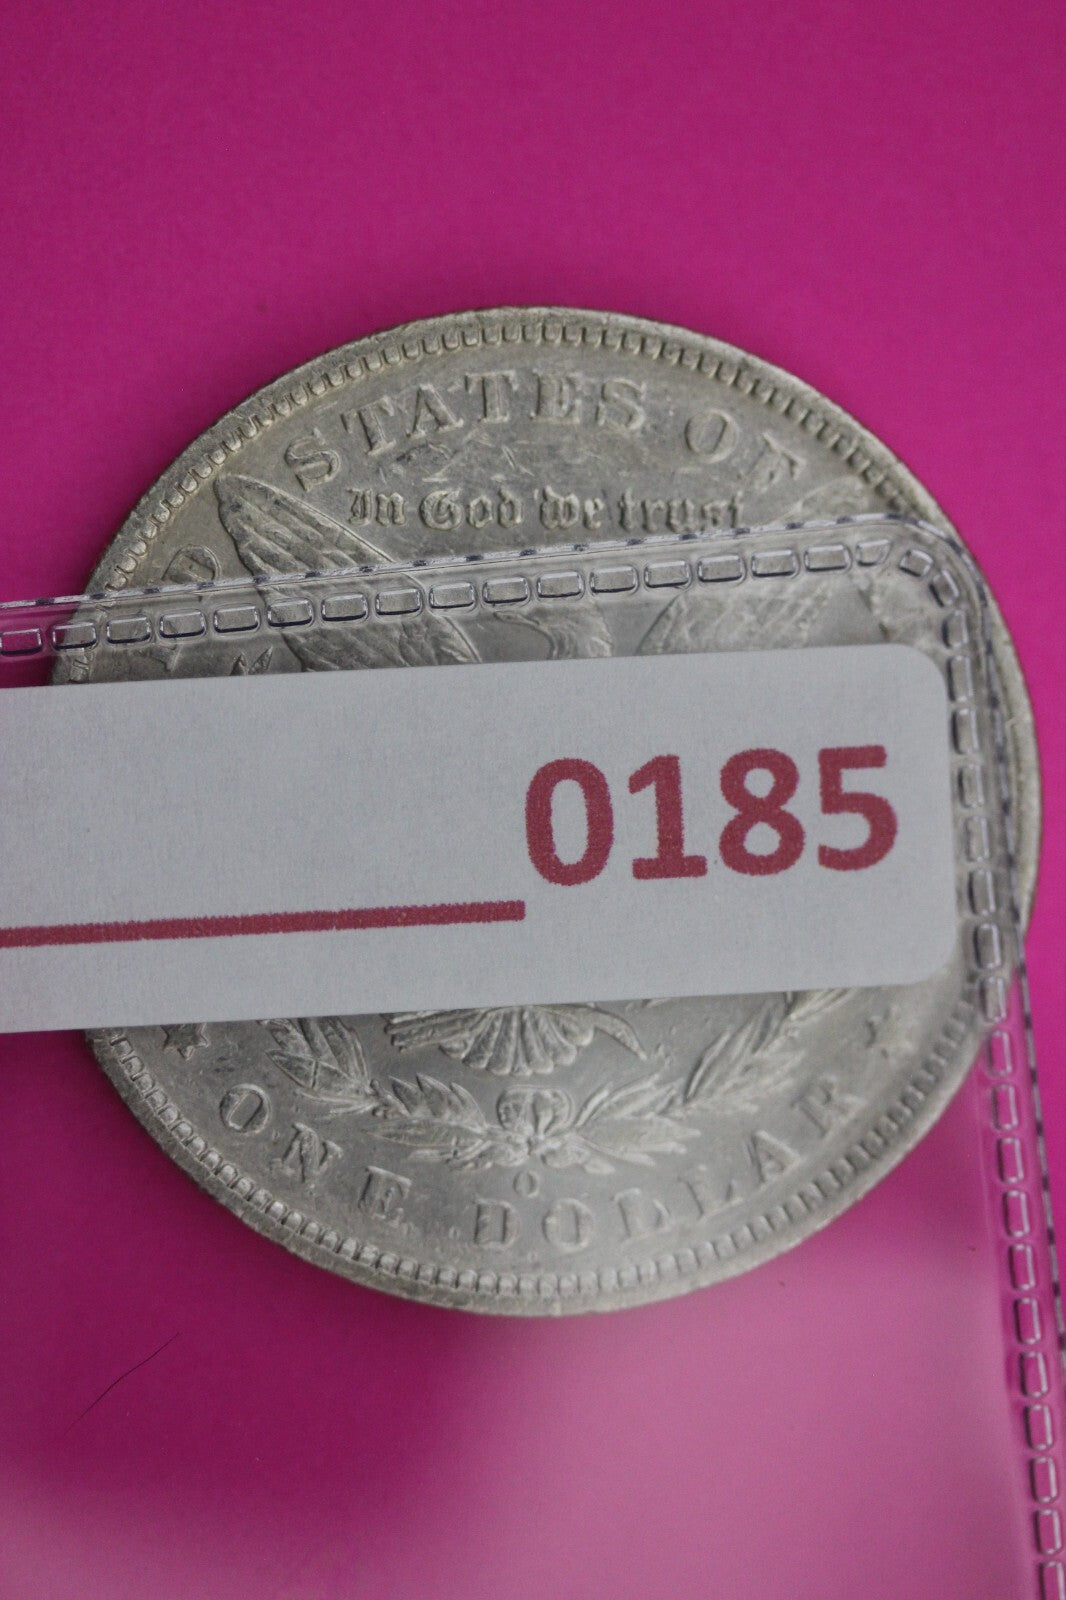 D STATES OF
In God we trust
0185
O
ONE DOLLAR